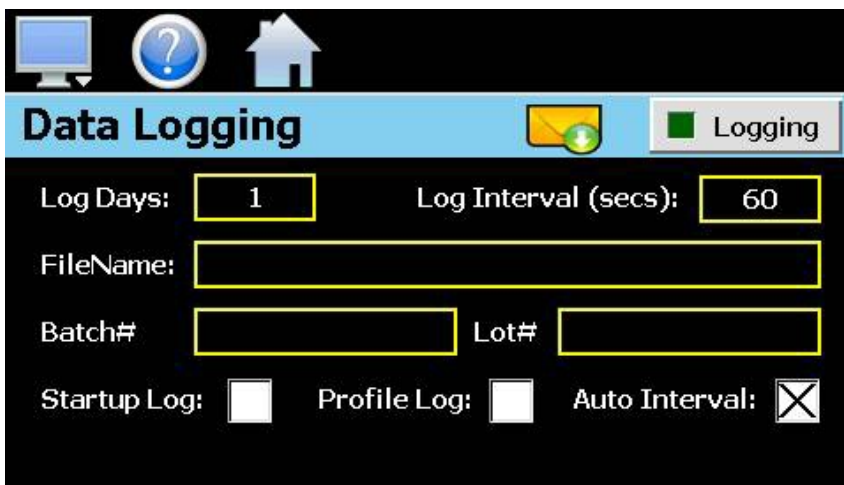 ?
Data Logging Logging
Log Days: 1 Log Interval (secs): 60
FileName:
Batch# Lot#
Startup Log: Profile Log: Auto Interval: